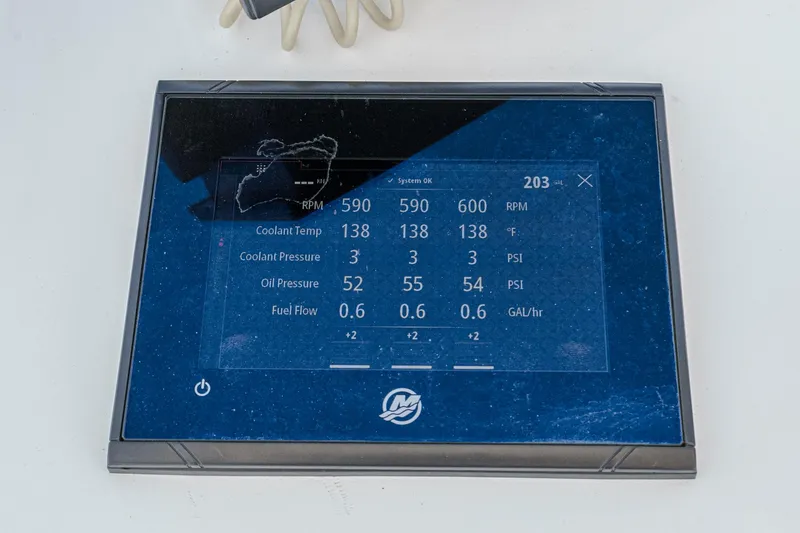 --- 
✓ System OK
203
RPM 590 590 600 RPM
Coolant Temp 138 138 138 °F
Coolant Pressure 3 3 3 PSI
Oil Pressure 52 55 54 PSI
Fuel Flow 0.6 0.6 0.6 GAL/hr
+2 +2 +2